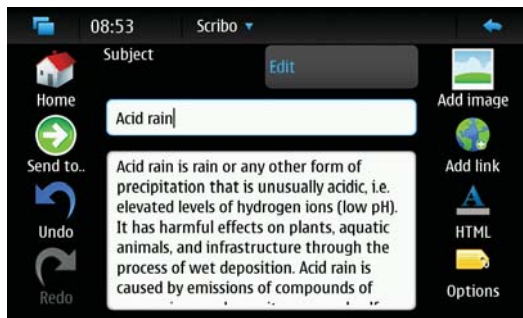 08:53 Scribo
Subject
Edit
Home
Add image
Acid rain
Send to..
Acid rain is rain or any other form of
precipitation that is unusually acidic, i.e.
elevated levels of hydrogen ions (low pH).
It has harmful effects on plants, aquatic
animals, and infrastructure through the
process of wet deposition. Acid rain is
caused by emissions of compounds of
Add link
Undo
HTML
Redo
Options